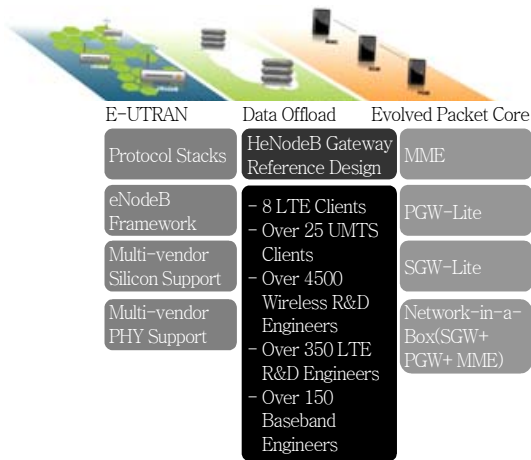 E-UTRAN
Data Offload
Evolved Packet Core
Protocol Stacks
eNodeB
Framework
Multi-vendor
Silicon Support
Multi-vendor
PHY Support
HeNodeB Gateway
Reference Design
- 8 LTE Clients
- Over 25 UMTS
Clients
- Over 4500
Wireless R&D
Engineers
- Over 350 LTE
R&D Engineers
- Over 150
Baseband
Engineers
MME
PGW-Lite
SGW-Lite
Network-in-a-
Box(SGW+
PGW+ MME)